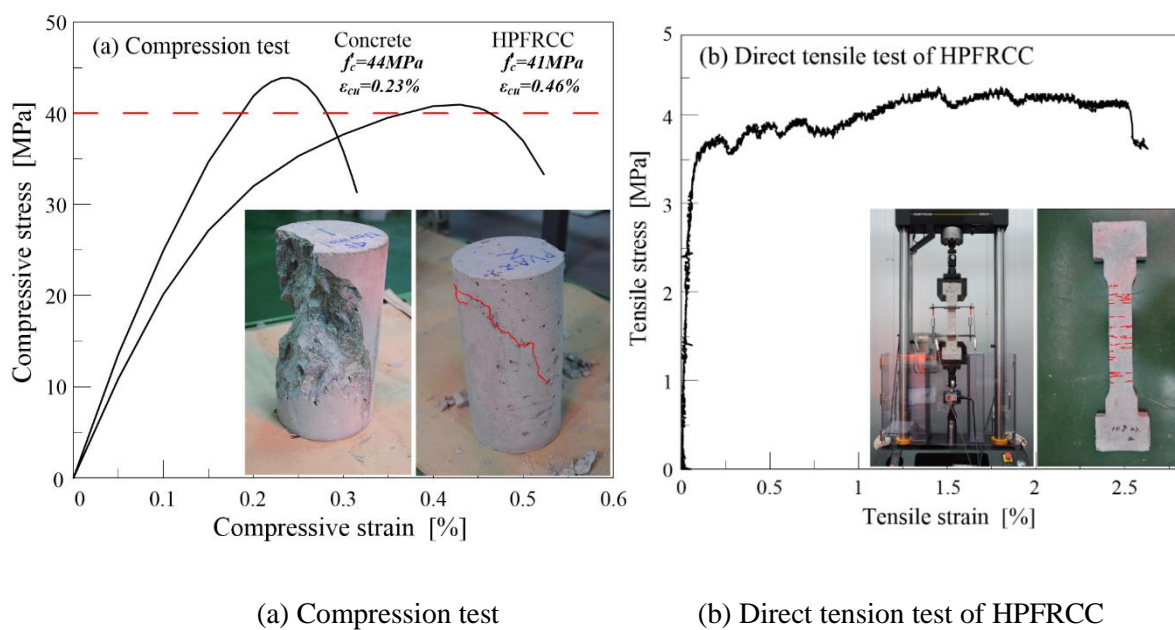 (a) Compression test
Concrete
f'c=44MPa
εcu=0.23%
HPFRCC
f'c=41MPa
εcu=0.46%
Compressive stress [MPa]
50
40
30
20
10
0
0
0.1
0.2
0.3
0.4
0.5
0.6
Compressive strain [%]
(b) Direct tensile test of HPFRCC
Tensile stress [MPa]
5
4
3
2
1
0
0
0.5
1
1.5
2
2.5
Tensile strain [%]
(a) Compression test
(b) Direct tension test of HPFRCC